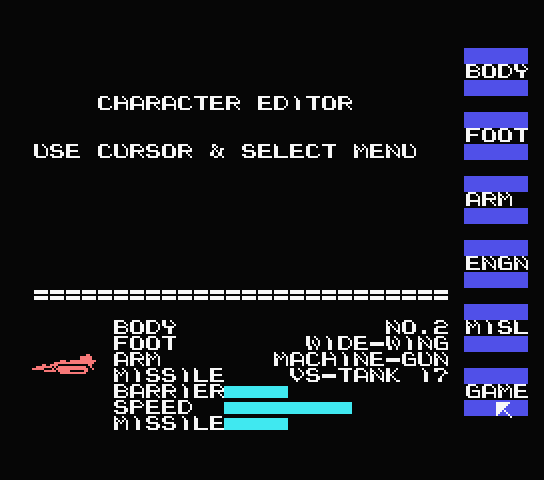 CHARACTER EDITOR
USE CURSOR & SELECT MENU
BODY
FOOT
ARM
ENGN
MISL
GAME
BODY NO.2
FOOT WIDE-WING
ARM MACHINE-GUN
MISSILE VS-TANK 17
BARRIER
SPEED
MISSILE